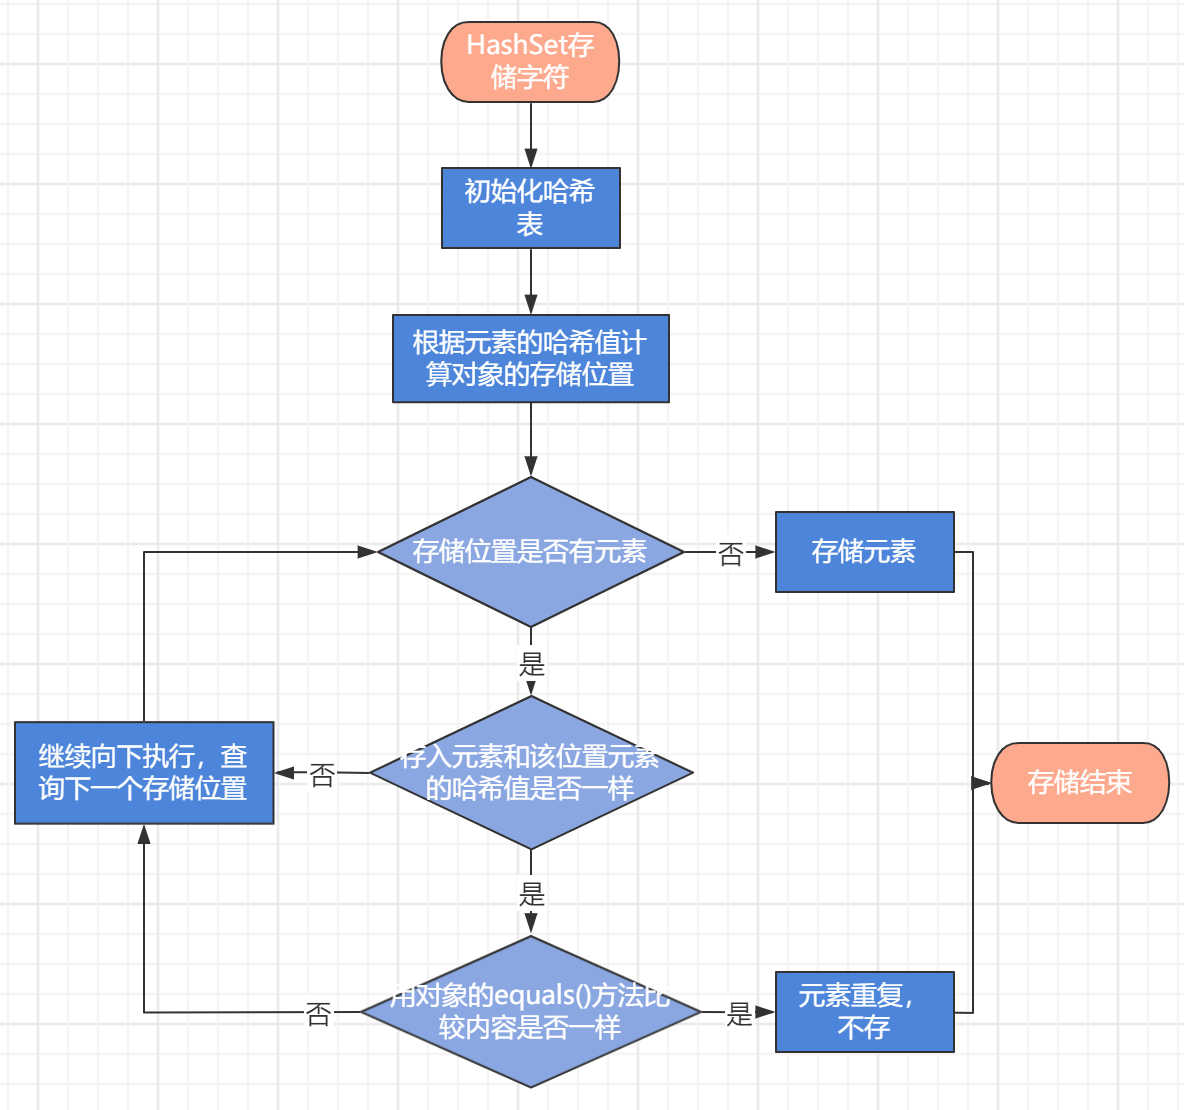 HashSet存
储字符
初始化哈希
表
根据元素的哈希值计
算对象的存储位置
存储位置是否有元素
否
存储元素
是
继续向下执行，查
询下一个存储位置
否
存入元素和该位置元素
的哈希值是否一样
存储结束
是
否
用对象的equals()方法比
较内容是否一样
是
元素重复，
不存